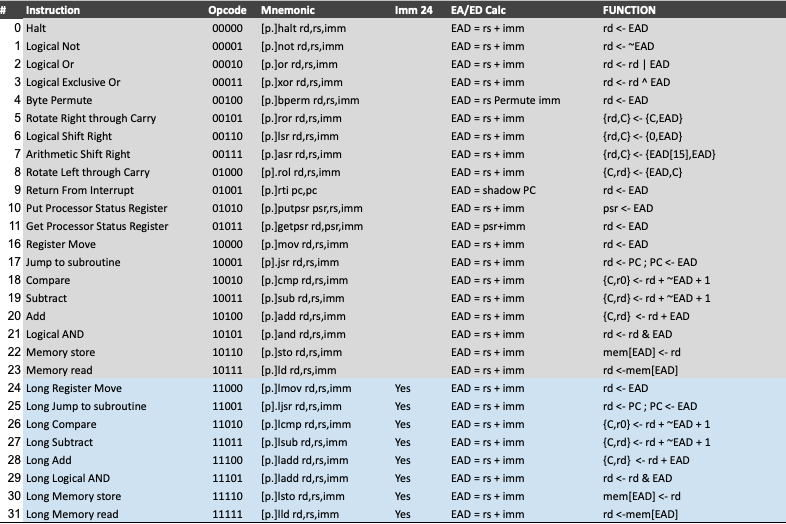 # Instruction Opcode Mnemonic Imm 24 EA/ED Calc FUNCTION
0 Halt 00000 [p.]halt rd,rs,imm EAD = rs + imm rd <- EAD
1 Logical Not 00001 [p.]not rd,rs,imm EAD = rs + imm rd <- ~EAD
2 Logical Or 00010 [p.]or rd,rs,imm EAD = rs + imm rd <- rd | EAD
3 Logical Exclusive Or 00011 [p.]xor rd,rs,imm EAD = rs + imm rd <- rd ^ EAD
4 Byte Permute 00100 [p.]bperm rd,rs,imm EAD = rs Permute imm rd <- EAD
5 Rotate Right through Carry 00101 [p.]ror rd,rs,imm EAD = rs + imm {rd,C} <- {C,EAD}
6 Logical Shift Right 00110 [p.]lsr rd,rs,imm EAD = rs + imm {rd,C} <- {0,EAD}
7 Arithmetic Shift Right 00111 [p.]asr rd,rs,imm EAD = rs + imm {rd,C} <- {EAD[15],EAD}
8 Rotate Left through Carry 01000 [p].rol rd,rs,imm EAD = rs + imm {C,rd} <- {EAD,C}
9 Return From Interrupt 01001 [p.]rti pc,pc EAD = shadow PC rd <- EAD
10 Put Processor Status Register 01010 [p.]putpsr psr,rs,imm EAD = rs + imm psr <- EAD
11 Get Processor Status Register 01011 [p.]getpsr rd,psr,imm EAD = psr+imm rd <- EAD
16 Register Move 10000 [p.]mov rd,rs,imm EAD = rs + imm rd <- EAD
17 Jump to subroutine 10001 [p].jsr rd,rs,imm EAD = rs + imm rd <- PC ; PC <- EAD
18 Compare 10010 [p.]cmp rd,rs,imm EAD = rs + imm {C,r0} <- rd + ~EAD + 1
19 Subtract 10011 [p.]sub rd,rs,imm EAD = rs + imm {C,rd} <- rd + ~EAD + 1
20 Add 10100 [p.]add rd,rs,imm EAD = rs + imm {C,rd} <- rd + EAD
21 Logical AND 10101 [p.]and rd,rs,imm EAD = rs + imm rd <- rd & EAD
22 Memory store 10110 [p.]sto rd,rs,imm EAD = rs + imm mem[EAD] <- rd
23 Memory read 10111 [p.]ld rd,rs,imm EAD = rs + imm rd <-mem[EAD]
24 Long Register Move 11000 [p.]lmov rd,rs,imm Yes EAD = rs + imm rd <- EAD
25 Long Jump to subroutine 11001 [p].ljsr rd,rs,imm Yes EAD = rs + imm rd <- PC ; PC <- EAD
26 Long Compare 11010 [p.]lcmp rd,rs,imm Yes EAD = rs + imm {C,r0} <- rd + ~EAD + 1
27 Long Subtract 11011 [p.]lsub rd,rs,imm Yes EAD = rs + imm {C,rd} <- rd + ~EAD + 1
28 Long Add 11100 [p.]ladd rd,rs,imm Yes EAD = rs + imm {C,rd} <- rd + EAD
29 Long Logical AND 11101 [p.]ladd rd,rs,imm Yes EAD = rs + imm rd <- rd & EAD
30 Long Memory store 11110 [p.]lsto rd,rs,imm Yes EAD = rs + imm mem[EAD] <- rd
31 Long Memory read 11111 [p.]lld rd,rs,imm Yes EAD = rs + imm rd <-mem[EAD]